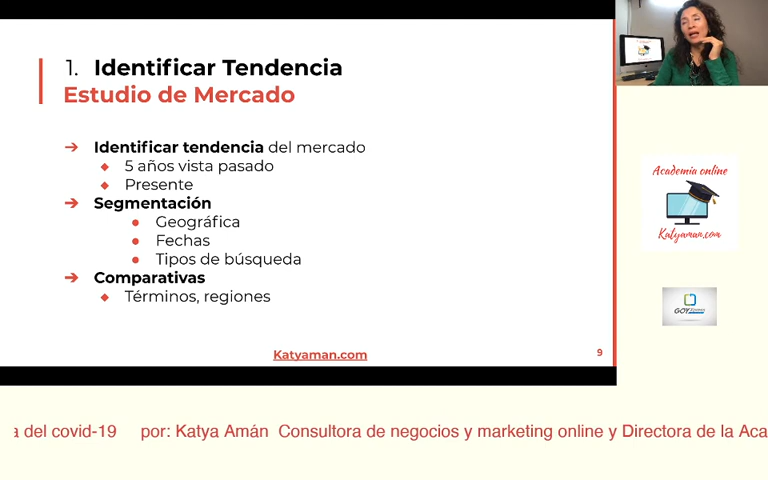 1. Identificar Tendencia
Estudio de Mercado
➔ Identificar tendencia del mercado
◆ 5 años vista pasado
◆ Presente
➔ Segmentación
● Geográfica
● Fechas
● Tipos de búsqueda
➔ Comparativas
◆ Términos, regiones
Katyaman.com
9
Academia online
Katyaman.com
a del covid-19 por: Katya Amán Consultora de negocios y marketing online y Directora de la Aca